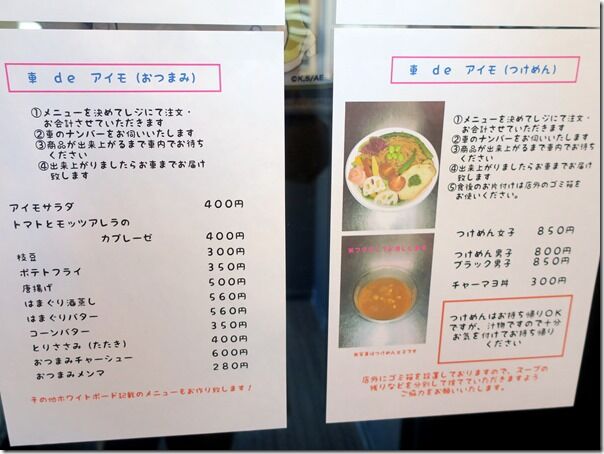 ©K,S/AE
車 de アイモ（おつまみ）
①メニューを決めてレジにて注文・
お会計させていただきます
②車のナンバーをお伺いいたします
③商品が出来上がるまで車内でお待ち
ください
④出来上がりましたらお車までお届け
致します
アイモサラダ 400円
トマトとモッツアレラの
カプレーゼ 400円
枝豆 300円
ポテトフライ 350円
唐揚げ 500円
はまぐり酒蒸し 560円
はまぐりバター 560円
コーンバター 350円
とりささみ（たたき） 400円
おつまみチャーシュー 600円
おつまみメンマ 280円
その他ホワイトボード記載のメニューもお作り致します！
車 de アイモ（つけめん）
①メニューを決めてレジにて注文・
お会計させていただきます
②車のナンバーをお伺いいたします
③商品が出来上がるまで車内でお待ち
ください
④出来上がりましたらお車までお届け
致します
⑤食後のお片付けは店外のゴミ箱を
お使いください。
つけめん女子 850円
つけめん男子 800円
ブラック男子 850円
チャーマヨ丼 300円
つけめんはお持ち帰りOK
ですが、汁物ですので十分
お気を付けてお持ち帰り
ください
店外にゴミ箱を設置しておりますので、スープの
残りなどを分別して捨てていただきますよう
ご協力をお願いいたします。